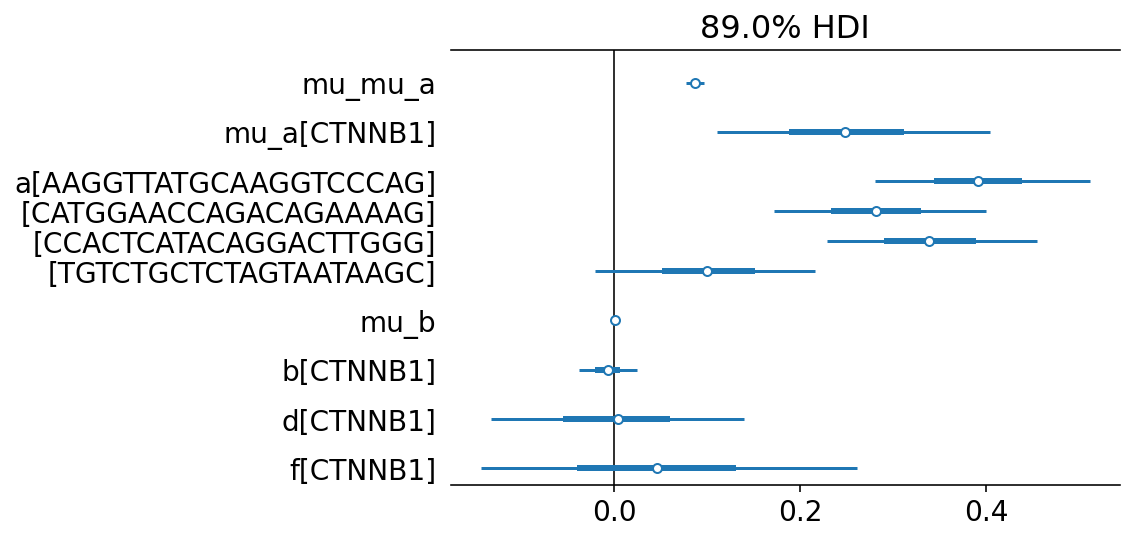 89.0% HDI
mu_mu_a
mu_a[CTNNB1]
a[AAGGTTATGCAAGGTCCCAG]
[CATGGAACCAGACAGAAAAG]
[CCACTCATACAGGACTTGGG]
[TGTCTGCTCTAGTAATAAGC]
mu_b
b[CTNNB1]
d[CTNNB1]
f[CTNNB1]
0.0 0.2 0.4